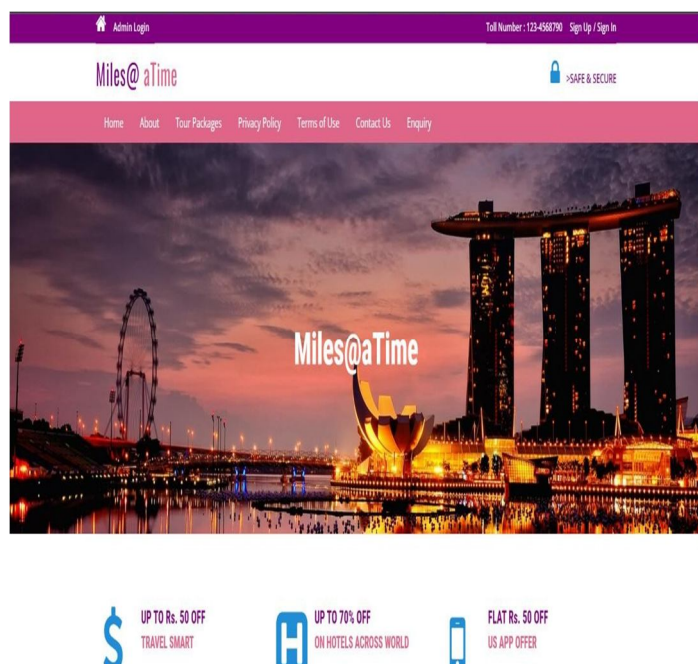 Admin Login
Toll Number : 123-4568790 Sign Up / Sign In
Miles@ aTime
>SAFE & SECURE
Home About Tour Packages Privacy Policy Terms of Use Contact Us Enquiry
Miles@aTime
UP TO Rs. 50 OFF
TRAVEL SMART
UP TO 70% OFF
ON HOTELS ACROSS WORLD
FLAT Rs. 50 OFF
US APP OFFER